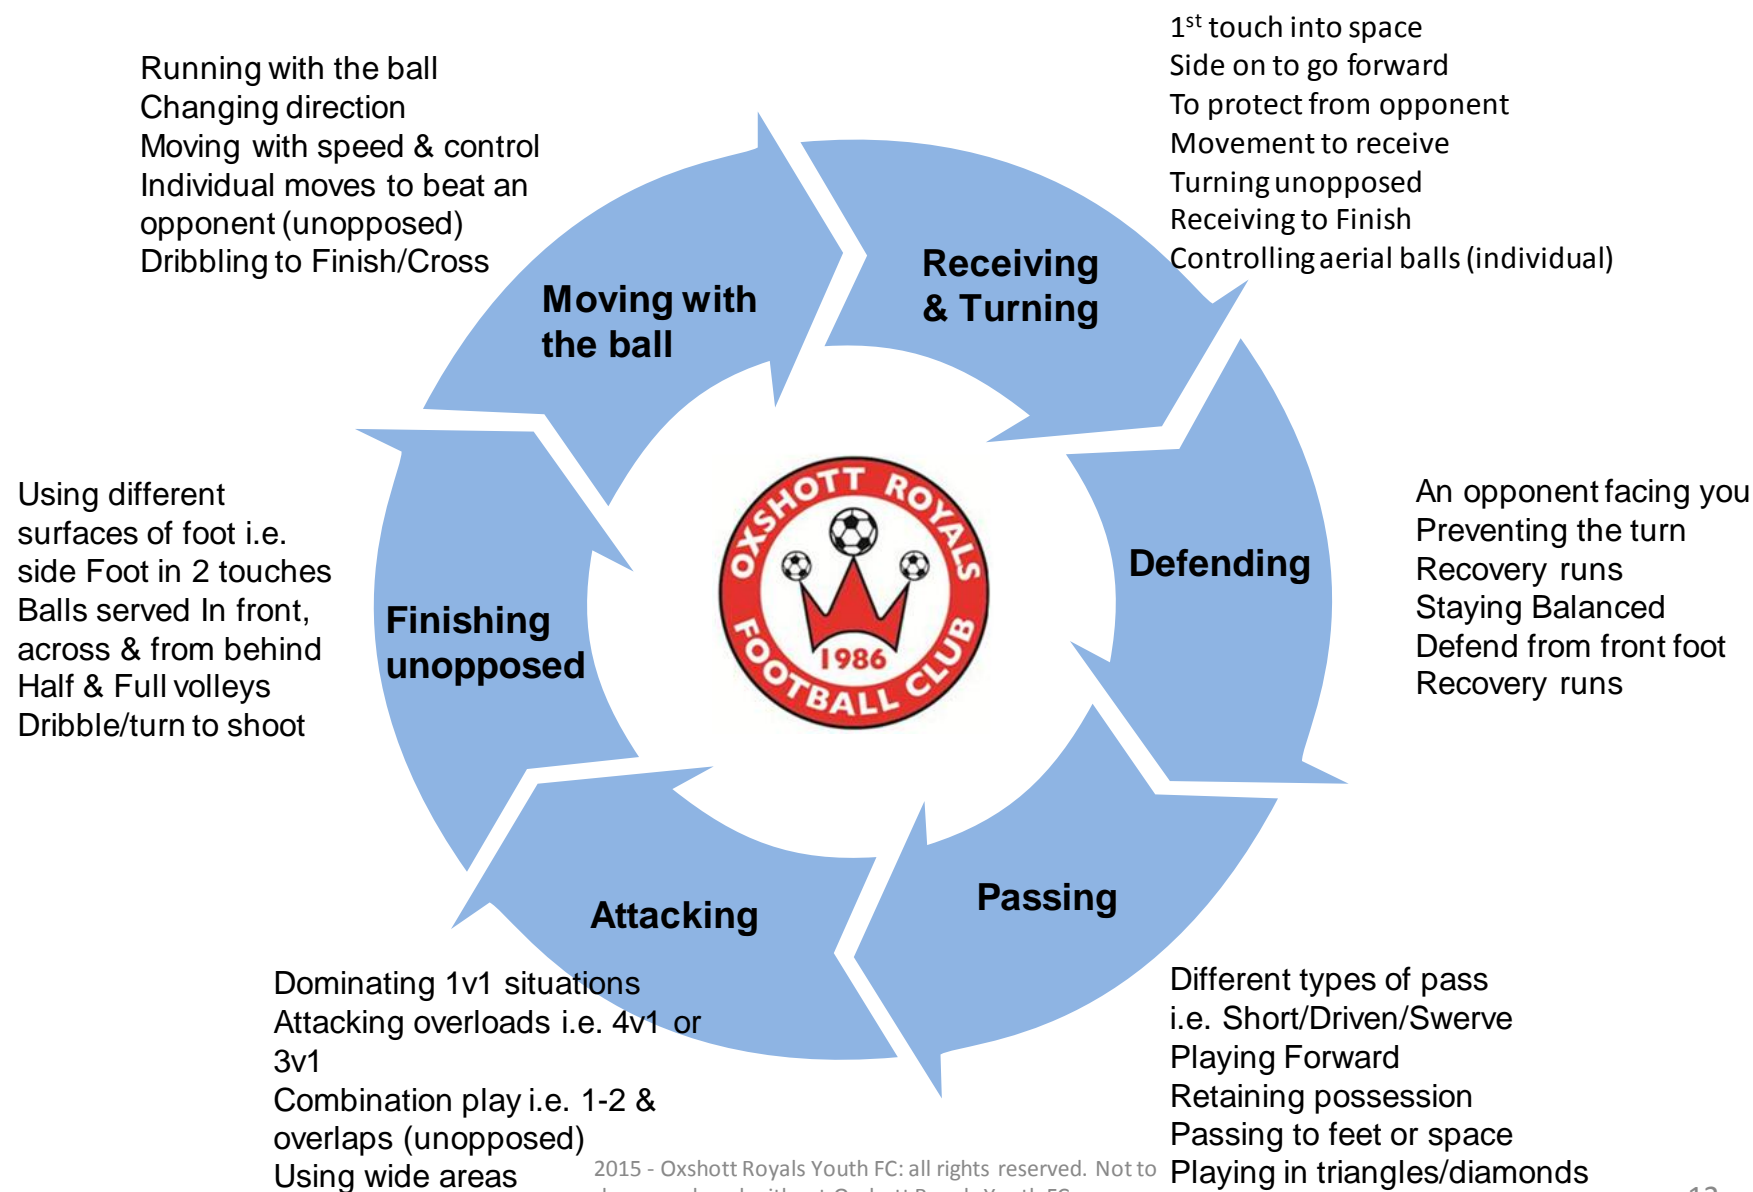 Running with the ball
Changing direction
Moving with speed & control
Individual moves to beat an
opponent (unopposed)
Dribbling to Finish/Cross
1st touch into space
Side on to go forward
To protect from opponent
Movement to receive
Turning unopposed
Receiving to Finish
Controlling aerial balls (individual)
Moving with
the ball
Receiving
& Turning
Using different
surfaces of foot i.e.
side Foot in 2 touches
Balls served In front,
across & from behind
Half & Full volleys
Dribble/turn to shoot
Finishing
unopposed
OXSHOTT ROYALS
1986
FOOTBALL CLUB
Defending
An opponent facing you
Preventing the turn
Recovery runs
Staying Balanced
Defend from front foot
Recovery runs
Attacking
Passing
Dominating 1v1 situations
Attacking overloads i.e. 4v1 or
3v1
Combination play i.e. 1-2 &
overlaps (unopposed)
Using wide areas
Different types of pass
i.e. Short/Driven/Swerve
Playing Forward
Retaining possession
Passing to feet or space
Playing in triangles/diamonds
2015 - Oxshott Royals Youth FC: all rights reserved. Not to